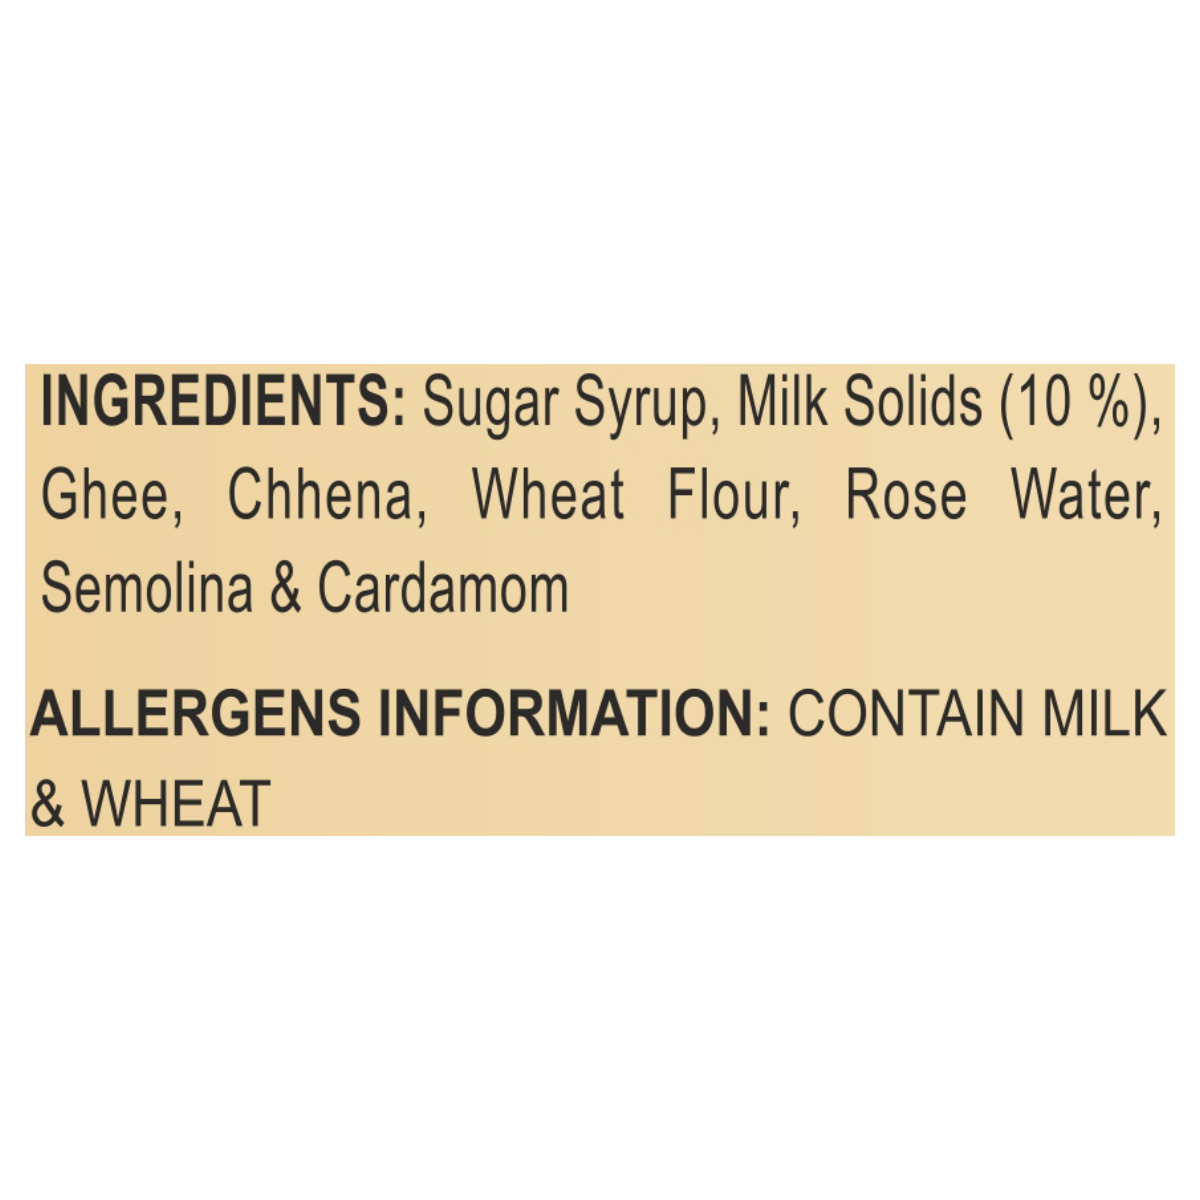 INGREDIENTS: Sugar Syrup, Milk Solids (10 %),
Ghee, Chhena, Wheat Flour, Rose Water,
Semolina & Cardamom
ALLERGENS INFORMATION: CONTAIN MILK
& WHEAT